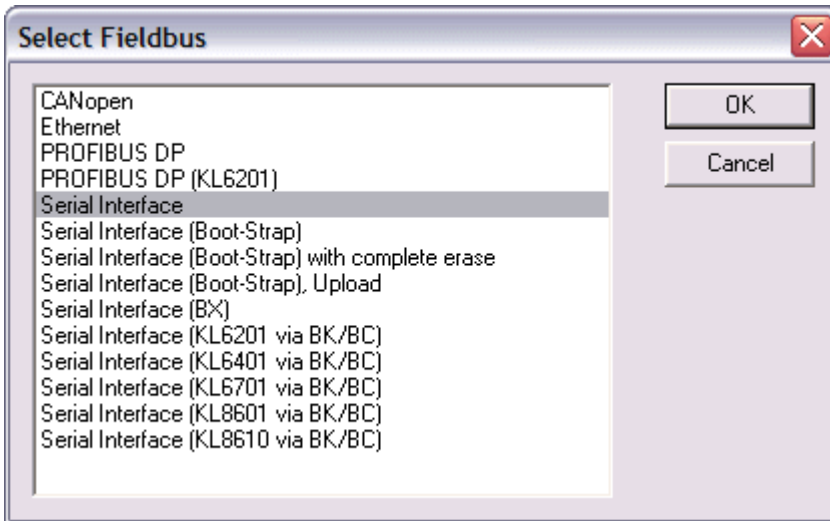 Select Fieldbus
CANopen
Ethernet
PROFIBUS DP
PROFIBUS DP (KL6201)
Serial Interface
Serial Interface (Boot-Strap)
Serial Interface (Boot-Strap) with complete erase
Serial Interface (Boot-Strap), Upload
Serial Interface (BX)
Serial Interface (KL6201 via BK/BC)
Serial Interface (KL6401 via BK/BC)
Serial Interface (KL6701 via BK/BC)
Serial Interface (KL8601 via BK/BC)
Serial Interface (KL8610 via BK/BC)
OK
Cancel